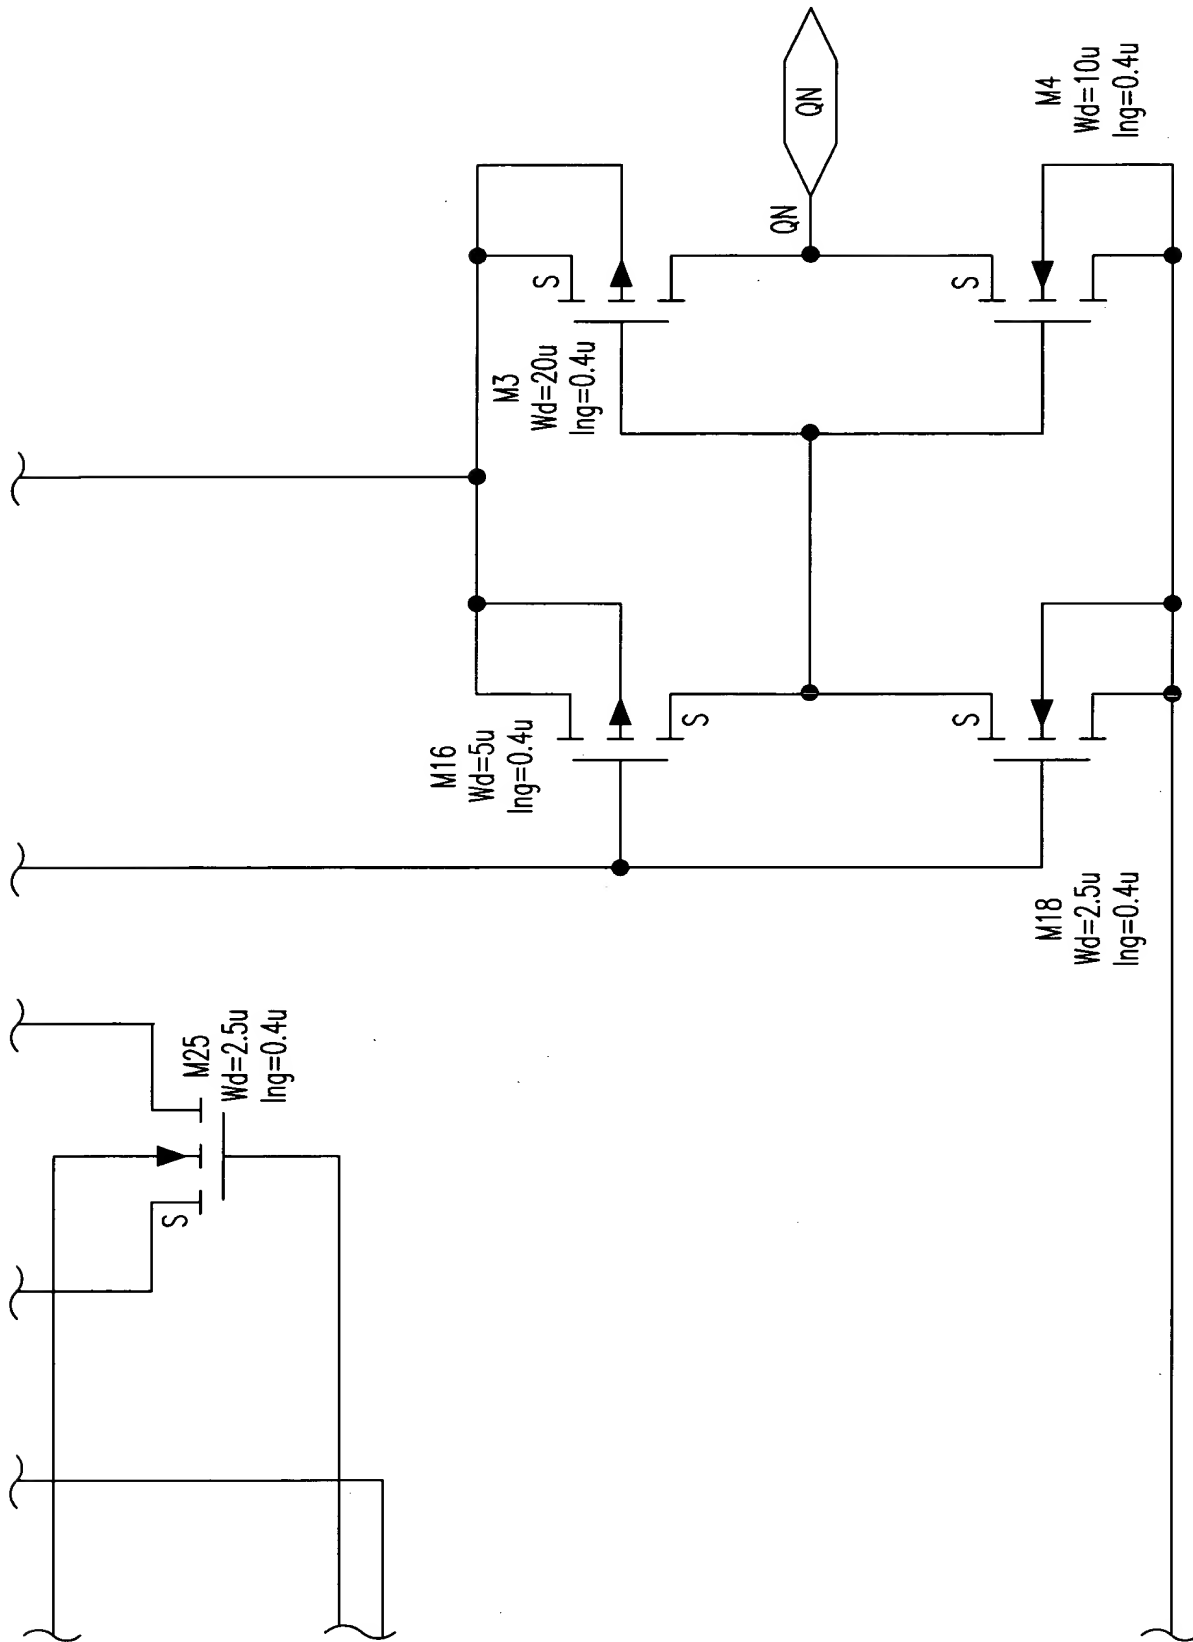 M25
Wd=2.5u
lng=0.4u
S
M16
Wd=5u
lng=0.4u
S
M18
Wd=2.5u
lng=0.4u
S
M3
Wd=20u
lng=0.4u
S
M4
Wd=10u
lng=0.4u
S
QN
QN